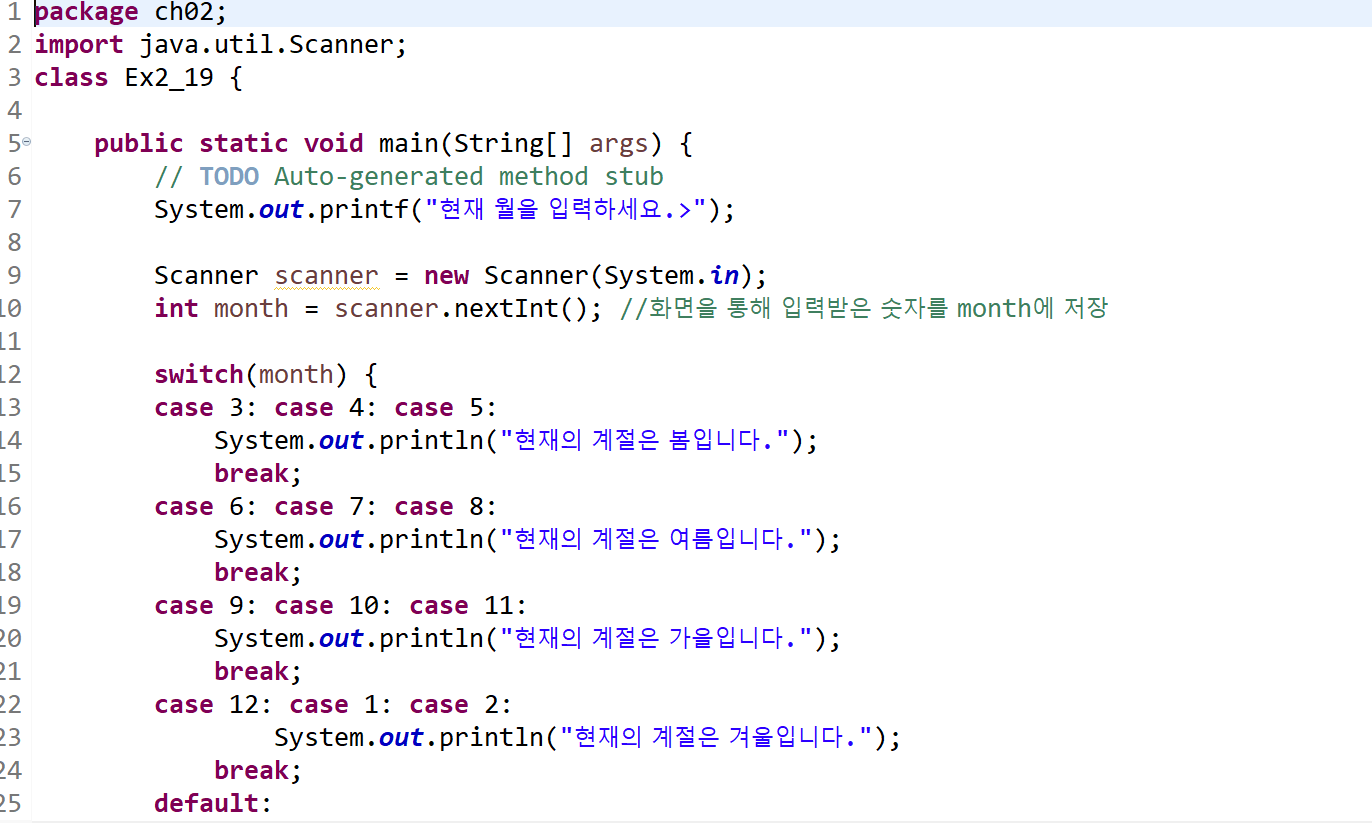 1 package ch02;
2 import java.util.Scanner;
3 class Ex2_19 {
4
5 public static void main(String[] args) {
6 // TODO Auto-generated method stub
7 System.out.printf("현재 월을 입력하세요.>");
8
9 Scanner scanner = new Scanner(System.in);
10 int month = scanner.nextInt(); //화면을 통해 입력받은 숫자를 month에 저장
11
12 switch(month) {
13 case 3: case 4: case 5:
14 System.out.println("현재의 계절은 봄입니다.");
15 break;
16 case 6: case 7: case 8:
17 System.out.println("현재의 계절은 여름입니다.");
18 break;
19 case 9: case 10: case 11:
20 System.out.println("현재의 계절은 가을입니다.");
21 break;
22 case 12: case 1: case 2:
23 System.out.println("현재의 계절은 겨울입니다.");
24 break;
25 default: